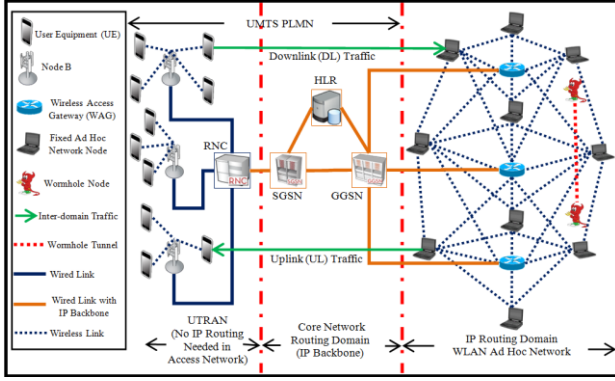 User Equipment (UE)
Node B
Wireless Access
Gateway (WAG)
Fixed Ad Hoc
Network Node
Wormhole Node
Inter-domain Traffic
Wormhole Tunnel
Wired Link
Wired Link with
IP Backbone
Wireless Link
UMTS PLMN
Downlink (DL) Traffic
HLR
RNC
RNC
SGSN
GGSN
Uplink (UL) Traffic
UTRAN
(No IP Routing
Needed in
Access Network)
Core Network
Routing Domain
(IP Backbone)
IP Routing Domain
WLAN Ad Hoc Network